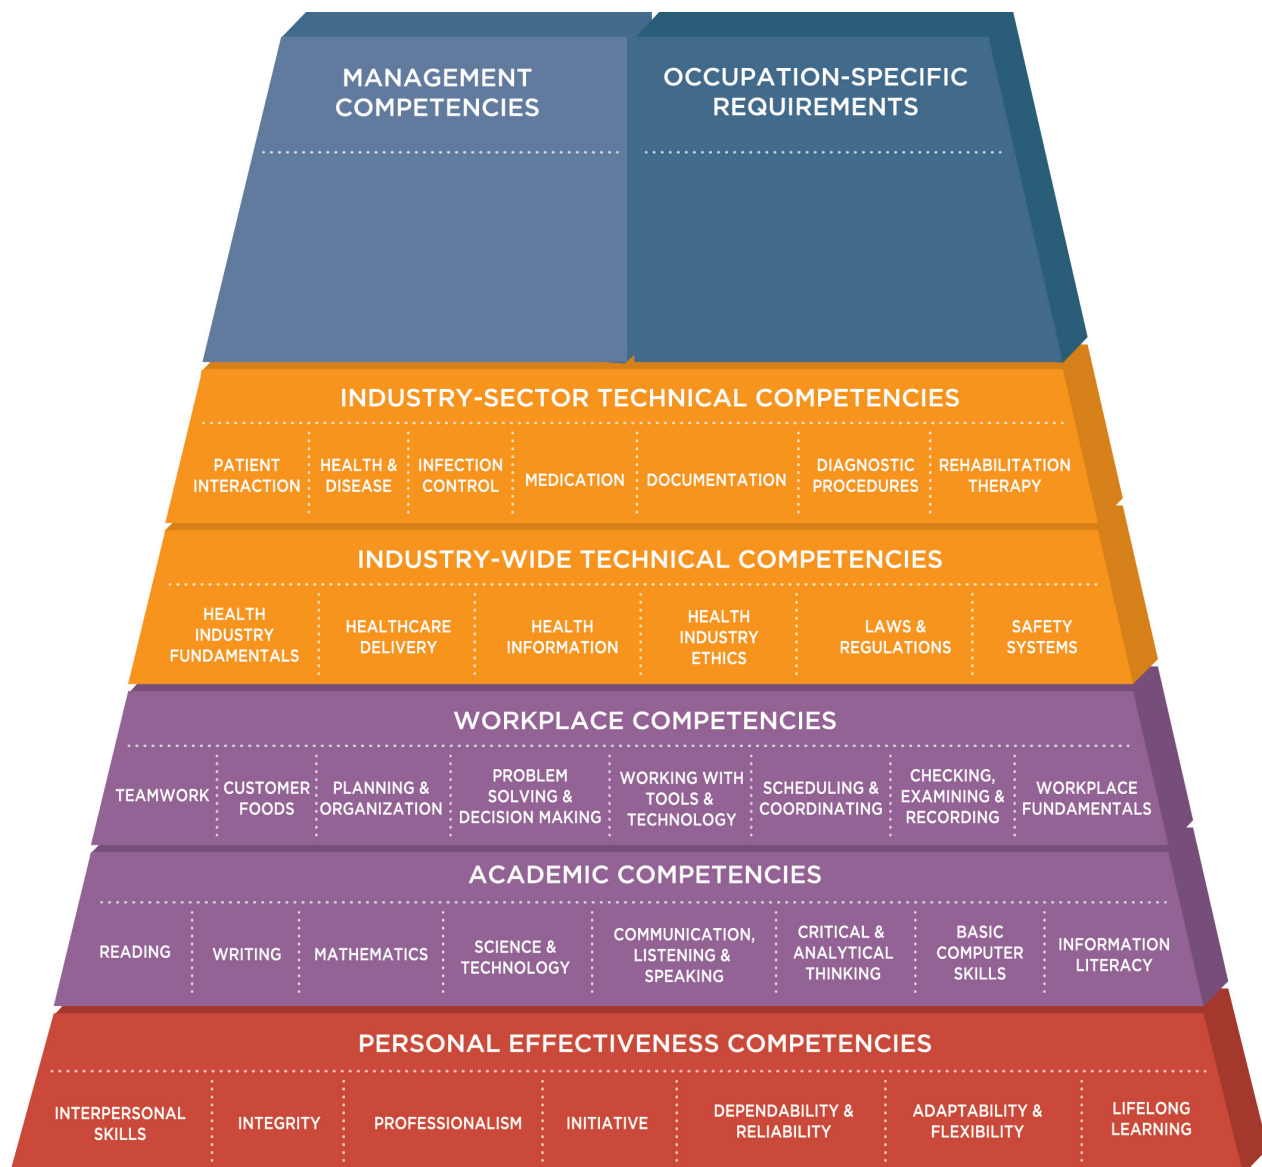 MANAGEMENT
COMPETENCIES
OCCUPATION-SPECIFIC
REQUIREMENTS
INDUSTRY-SECTOR TECHNICAL COMPETENCIES
PATIENT
INTERACTION
HEALTH &
DISEASE
INFECTION
CONTROL
MEDICATION
DOCUMENTATION
DIAGNOSTIC
PROCEDURES
REHABILITATION
THERAPY
INDUSTRY-WIDE TECHNICAL COMPETENCIES
HEALTH
INDUSTRY
FUNDAMENTALS
HEALTHCARE
DELIVERY
HEALTH
INFORMATION
HEALTH
INDUSTRY
ETHICS
LAWS &
REGULATIONS
SAFETY
SYSTEMS
WORKPLACE COMPETENCIES
TEAMWORK
CUSTOMER
FOODS
PLANNING &
ORGANIZATION
PROBLEM
SOLVING &
DECISION MAKING
WORKING WITH
TOOLS &
TECHNOLOGY
SCHEDULING &
COORDINATING
CHECKING,
EXAMINING &
RECORDING
WORKPLACE
FUNDAMENTALS
ACADEMIC COMPETENCIES
READING
WRITING
MATHEMATICS
SCIENCE &
TECHNOLOGY
COMMUNICATION,
LISTENING &
SPEAKING
CRITICAL &
ANALYTICAL
THINKING
BASIC
COMPUTER
SKILLS
INFORMATION
LITERACY
PERSONAL EFFECTIVENESS COMPETENCIES
INTERPERSONAL
SKILLS
INTEGRITY
PROFESSIONALISM
INITIATIVE
DEPENDABILITY &
RELIABILITY
ADAPTABILITY &
FLEXIBILITY
LIFELONG
LEARNING